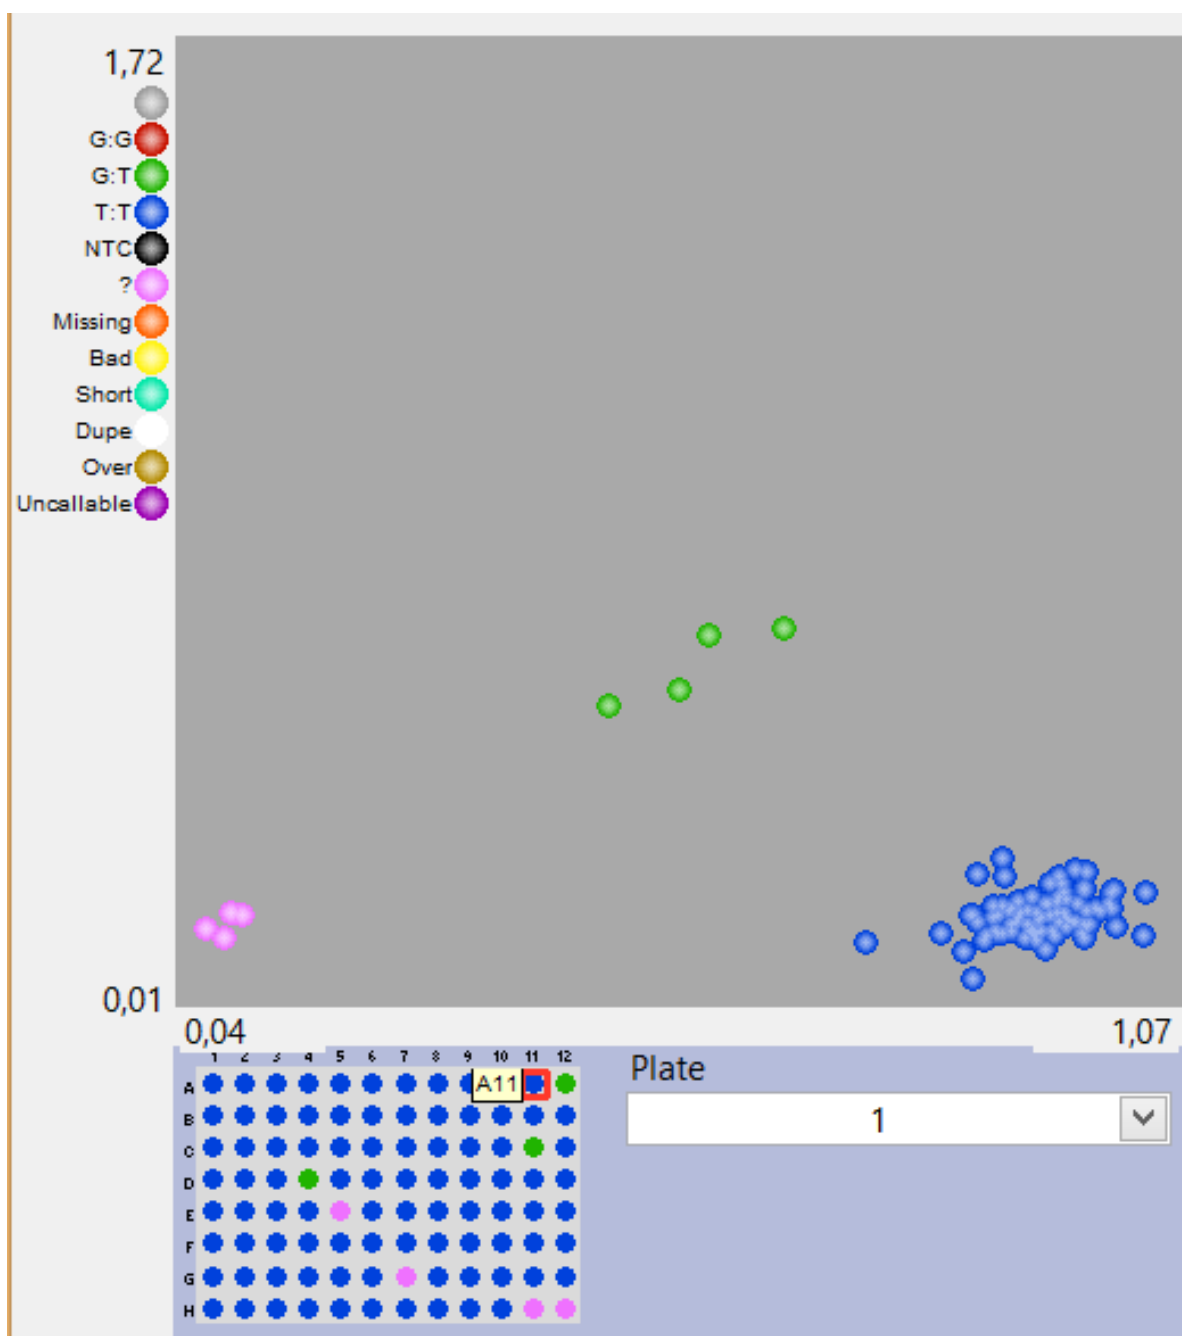 1,72
G:G
G:T
T:T
NTC
?
Missing
Bad
Short
Dupe
Over
Uncallable
0,01
0,04 1,07
1 2 3 4 5 6 7 8 9 10 11 12
Plate
A A11
1
B
C
D
E
F
G
H